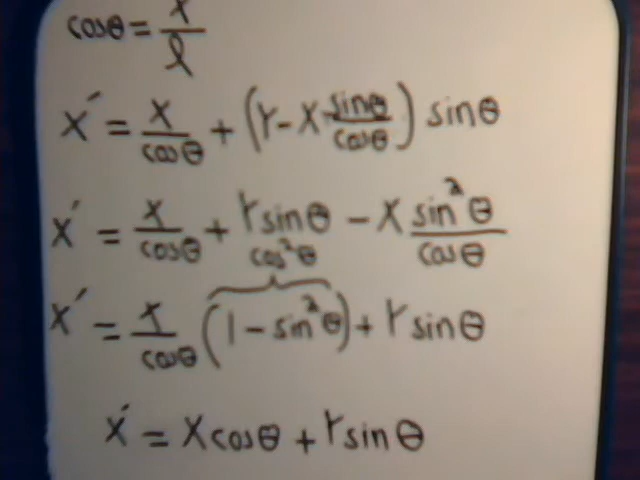 cosθ = x/l
x′ = x/cosθ + (Y - x sinθ/cosθ) sinθ
x′ = x/cosθ + Y sinθ - x sin²θ/cosθ
cos²θ
x′ = x/cosθ (1 - sin²θ) + Y sinθ
x′ = x cosθ + Y sinθ